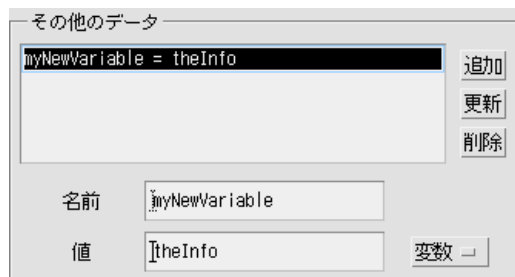 その他のデータ
myNewVariable = theInfo
追加
更新
削除
名前
myNewVariable
値
theInfo
変数